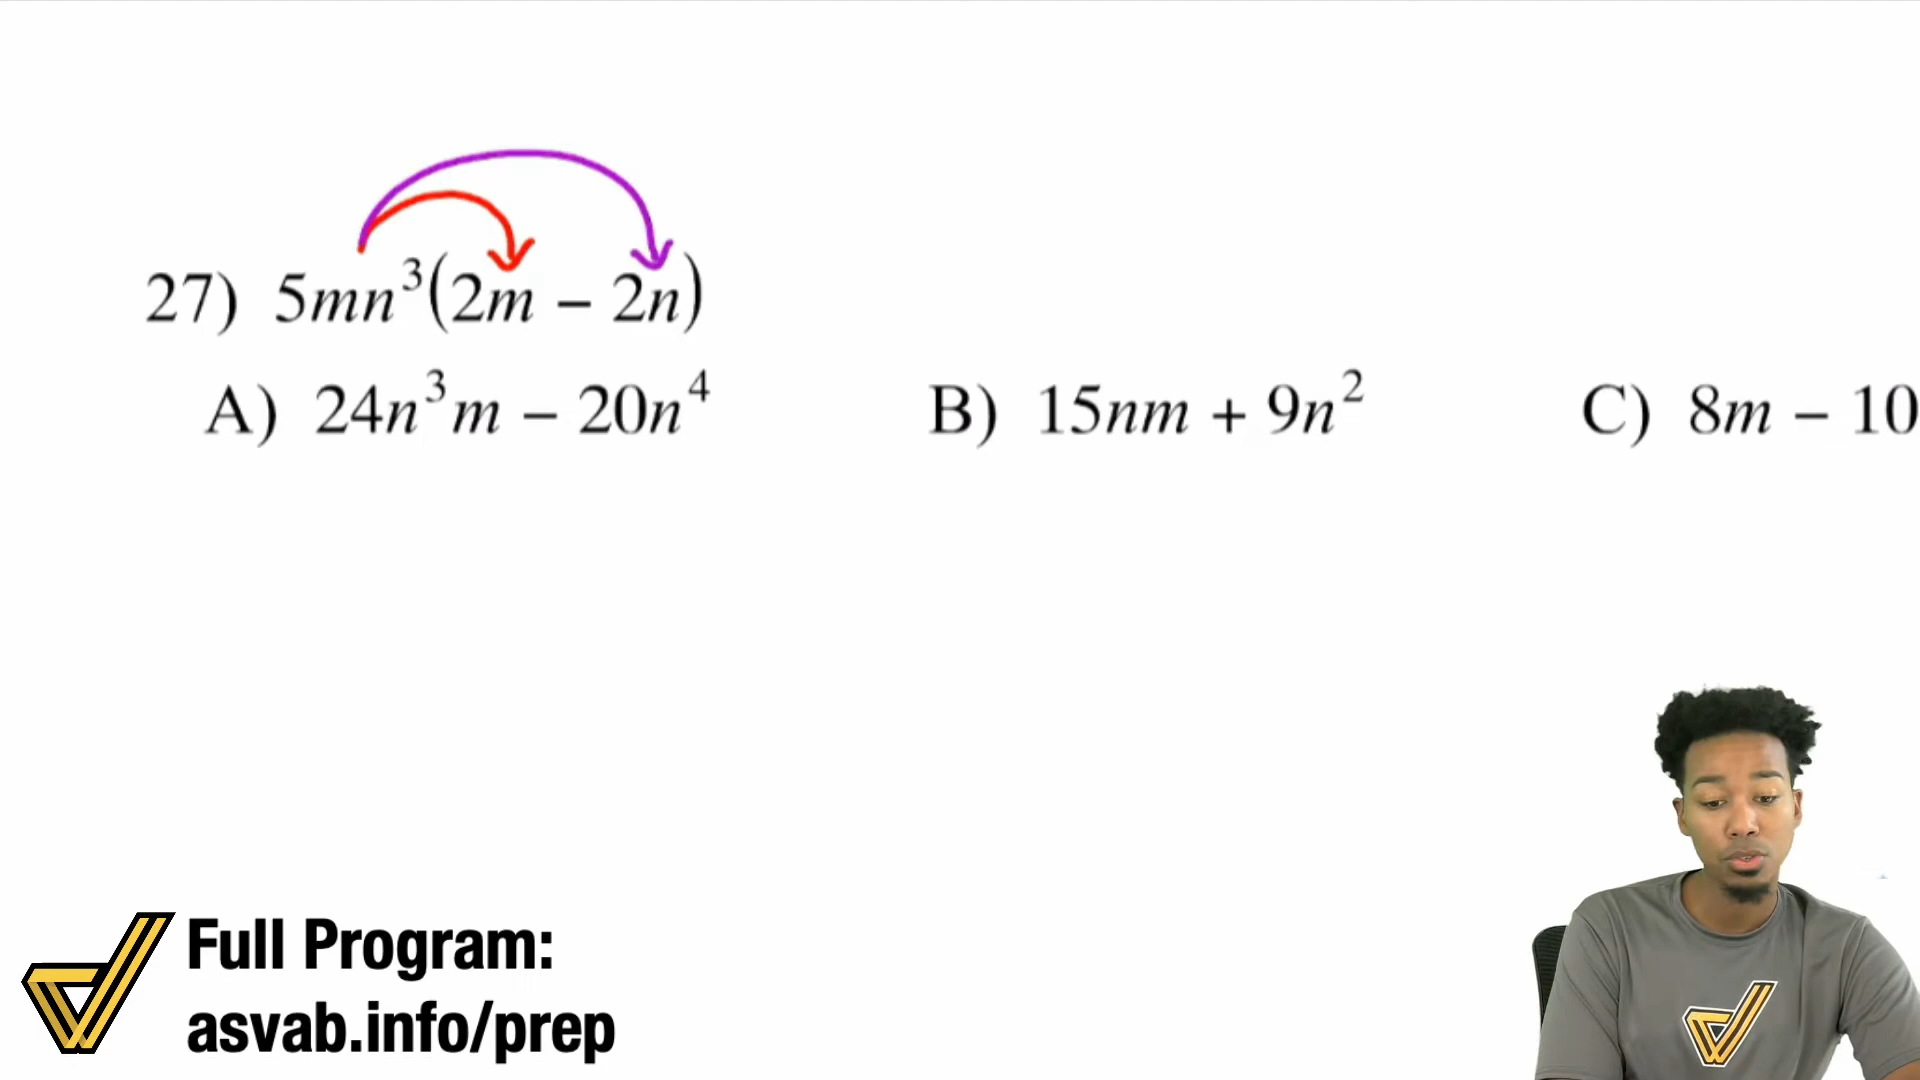 27) 5mn³(2m – 2n)
A) 24n³m – 20n⁴ B) 15nm + 9n² C) 8m – 10
Full Program:
asvab.info/prep